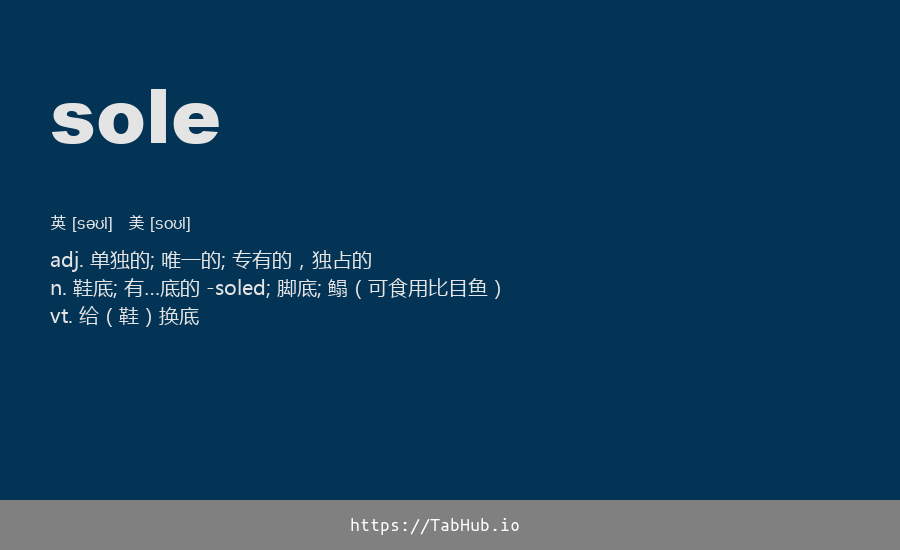 sole
英 [səʊl] 美 [soʊl]
adj. 单独的; 唯一的; 专有的，独占的
n. 鞋底; 有…底的 -soled; 脚底; 鳎（可食用比目鱼）
vt. 给（鞋）换底
https://TabHub.io